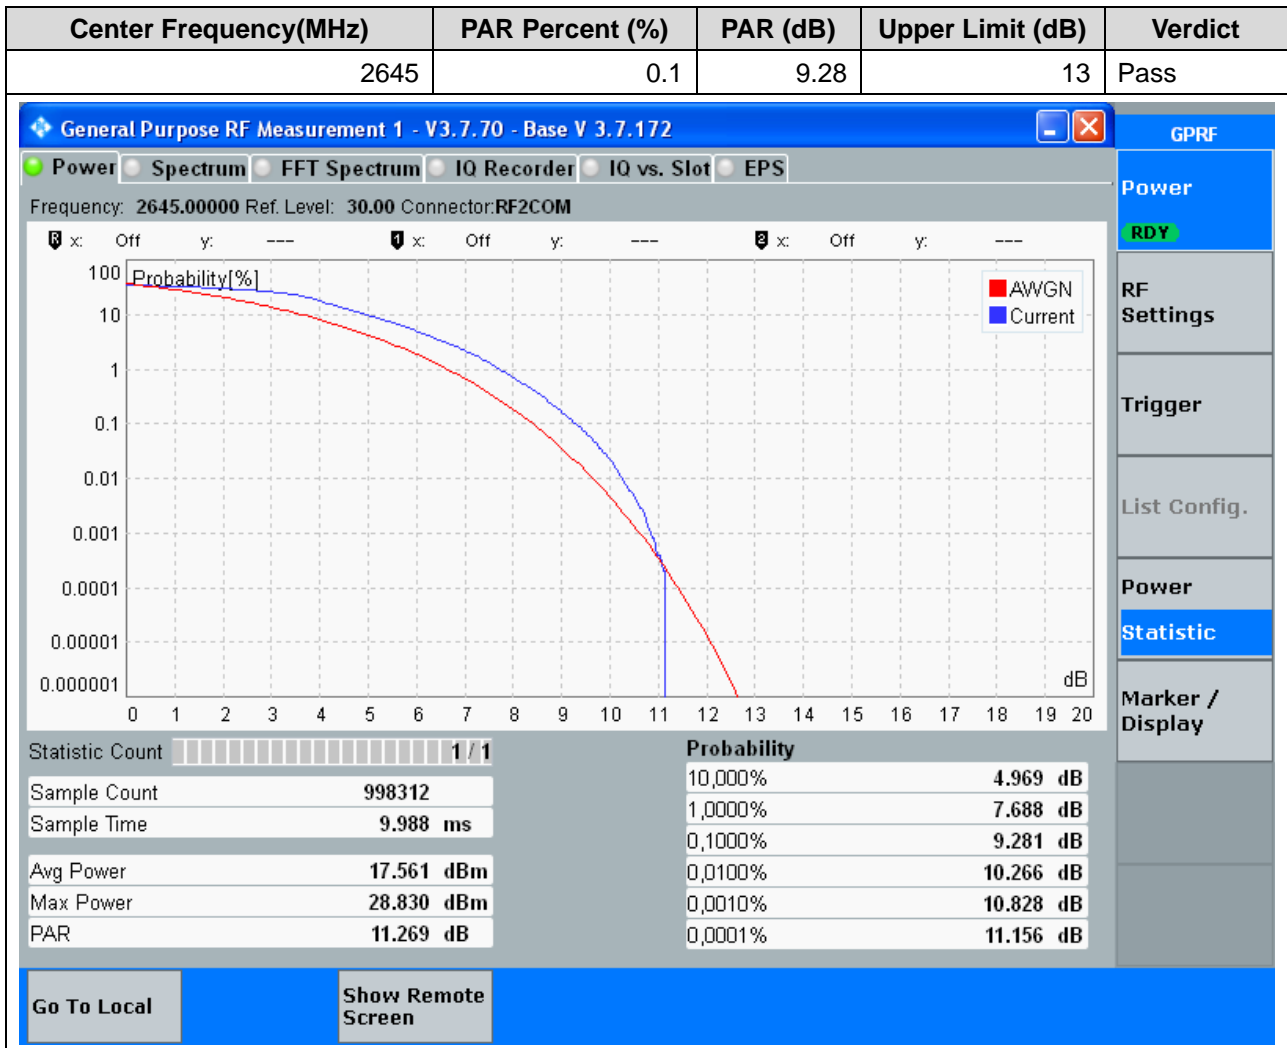 Center Frequency(MHz) PAR Percent (%) PAR (dB) Upper Limit (dB) Verdict
2645 0.1 9.28 13 Pass
General Purpose RF Measurement 1 - V3.7.70 - Base V 3.7.172
GPRF
Power Spectrum FFT Spectrum IQ Recorder IQ vs. Slot EPS
Power
RDY
Frequency: 2645.00000 Ref. Level: 30.00 Connector:RF2COM
R x: Off y: --- 1 x: Off y: --- 2 x: Off y: ---
Probability[%]
AWGN
Current
100
10
1
0.1
0.01
0.001
0.0001
0.00001
0.000001
dB
0 1 2 3 4 5 6 7 8 9 10 11 12 13 14 15 16 17 18 19 20
RF
Settings
Trigger
List Config.
Power
Statistic
Marker /
Display
Statistic Count 1 / 1
Sample Count 998312
Sample Time 9.988 ms
Avg Power 17.561 dBm
Max Power 28.830 dBm
PAR 11.269 dB
Probability
10,000% 4.969 dB
1,0000% 7.688 dB
0,1000% 9.281 dB
0,0100% 10.266 dB
0,0010% 10.828 dB
0,0001% 11.156 dB
Go To Local
Show Remote
Screen